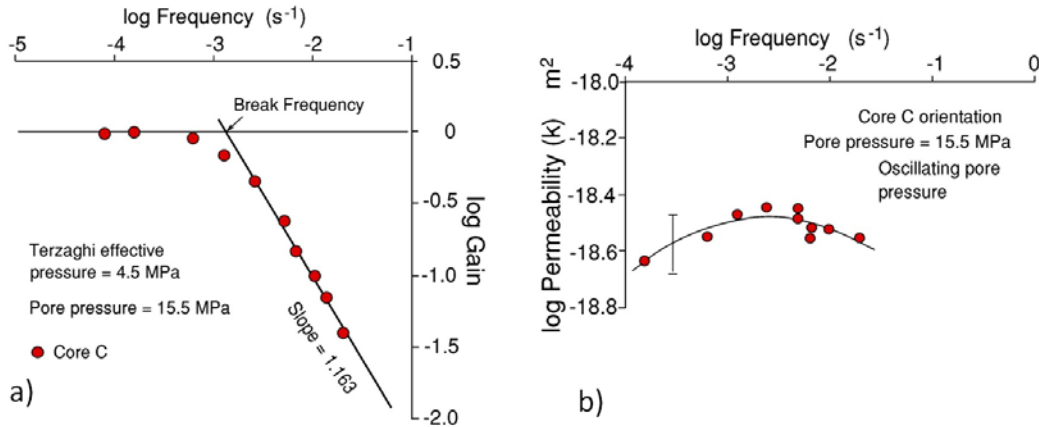 log Frequency (s⁻¹)
-5 -4 -3 -2 -1
0.5
Break Frequency
0
-0.5
log Gain
Terzaghi effective
pressure = 4.5 MPa
-1.0
Pore pressure = 15.5 MPa
Slope = 1.163
Core C
-1.5
a)
-2.0
log Frequency (s⁻¹)
-4 -3 -2 -1 0
log Permeability (k) m²
-18.0
Core C orientation
Pore pressure = 15.5 MPa
-18.2
Oscillating pore
pressure
-18.4
-18.6
-18.8
b)